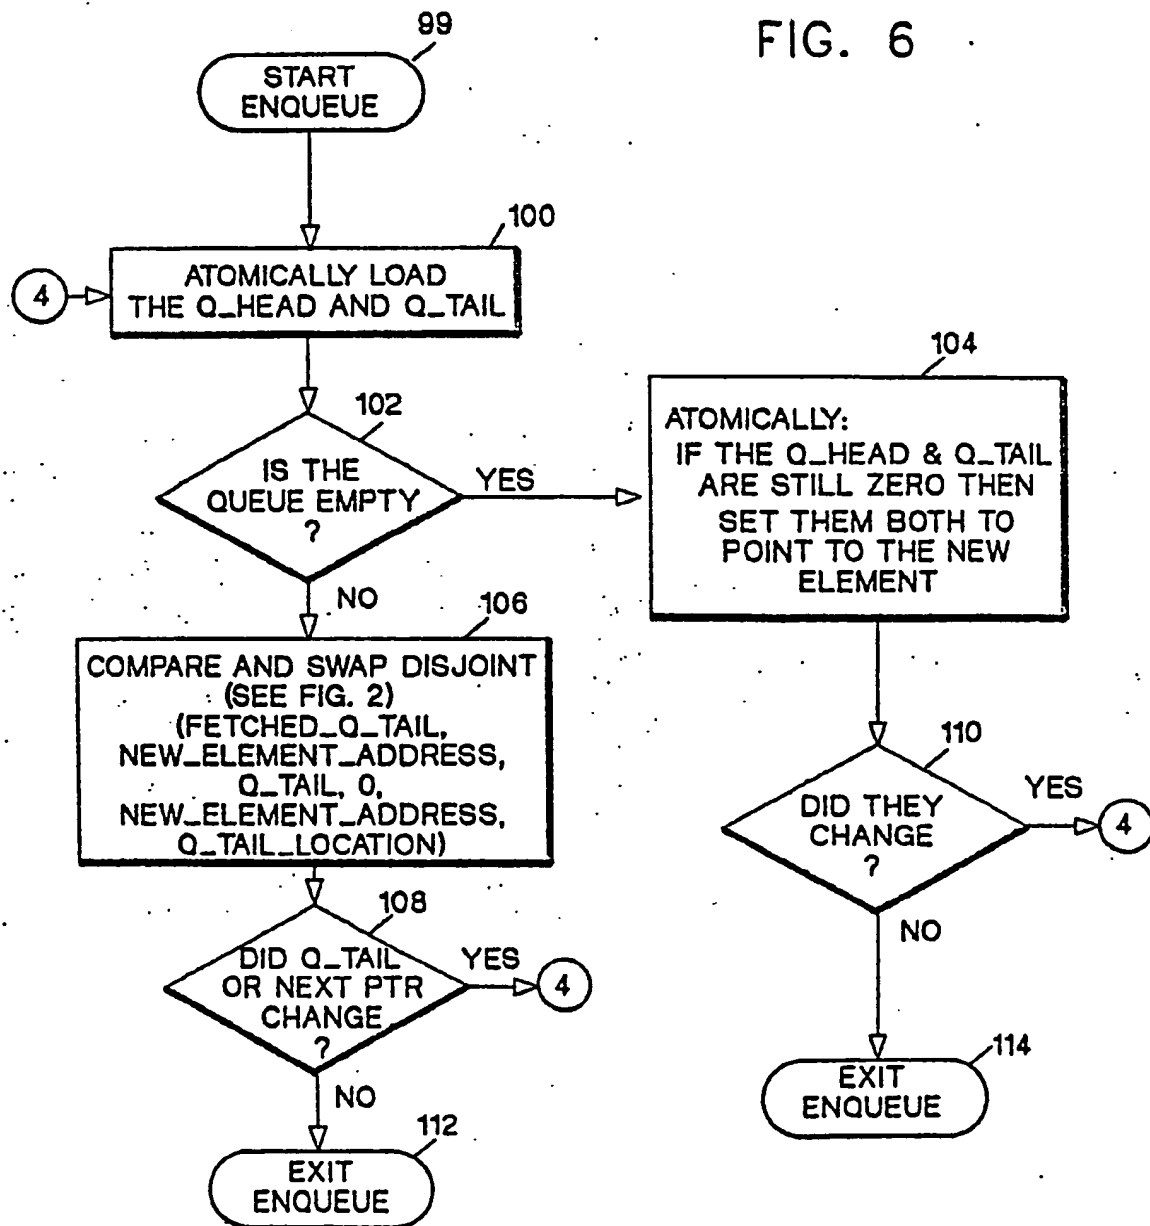 FIG. 6
99
START
ENQUEUE
100
ATOMICALLY LOAD
THE Q_HEAD AND Q_TAIL
4
102
IS THE
QUEUE EMPTY
?
YES
NO
104
ATOMICALLY:
IF THE Q_HEAD & Q_TAIL
ARE STILL ZERO THEN
SET THEM BOTH TO
POINT TO THE NEW
ELEMENT
106
COMPARE AND SWAP DISJOINT
(SEE FIG. 2)
(FETCHED_Q_TAIL,
NEW_ELEMENT_ADDRESS,
Q_TAIL, 0,
NEW_ELEMENT_ADDRESS,
Q_TAIL_LOCATION)
110
DID THEY
CHANGE
?
YES
4
NO
108
DID Q_TAIL
OR NEXT PTR
CHANGE
?
YES
4
NO
114
EXIT
ENQUEUE
112
EXIT
ENQUEUE